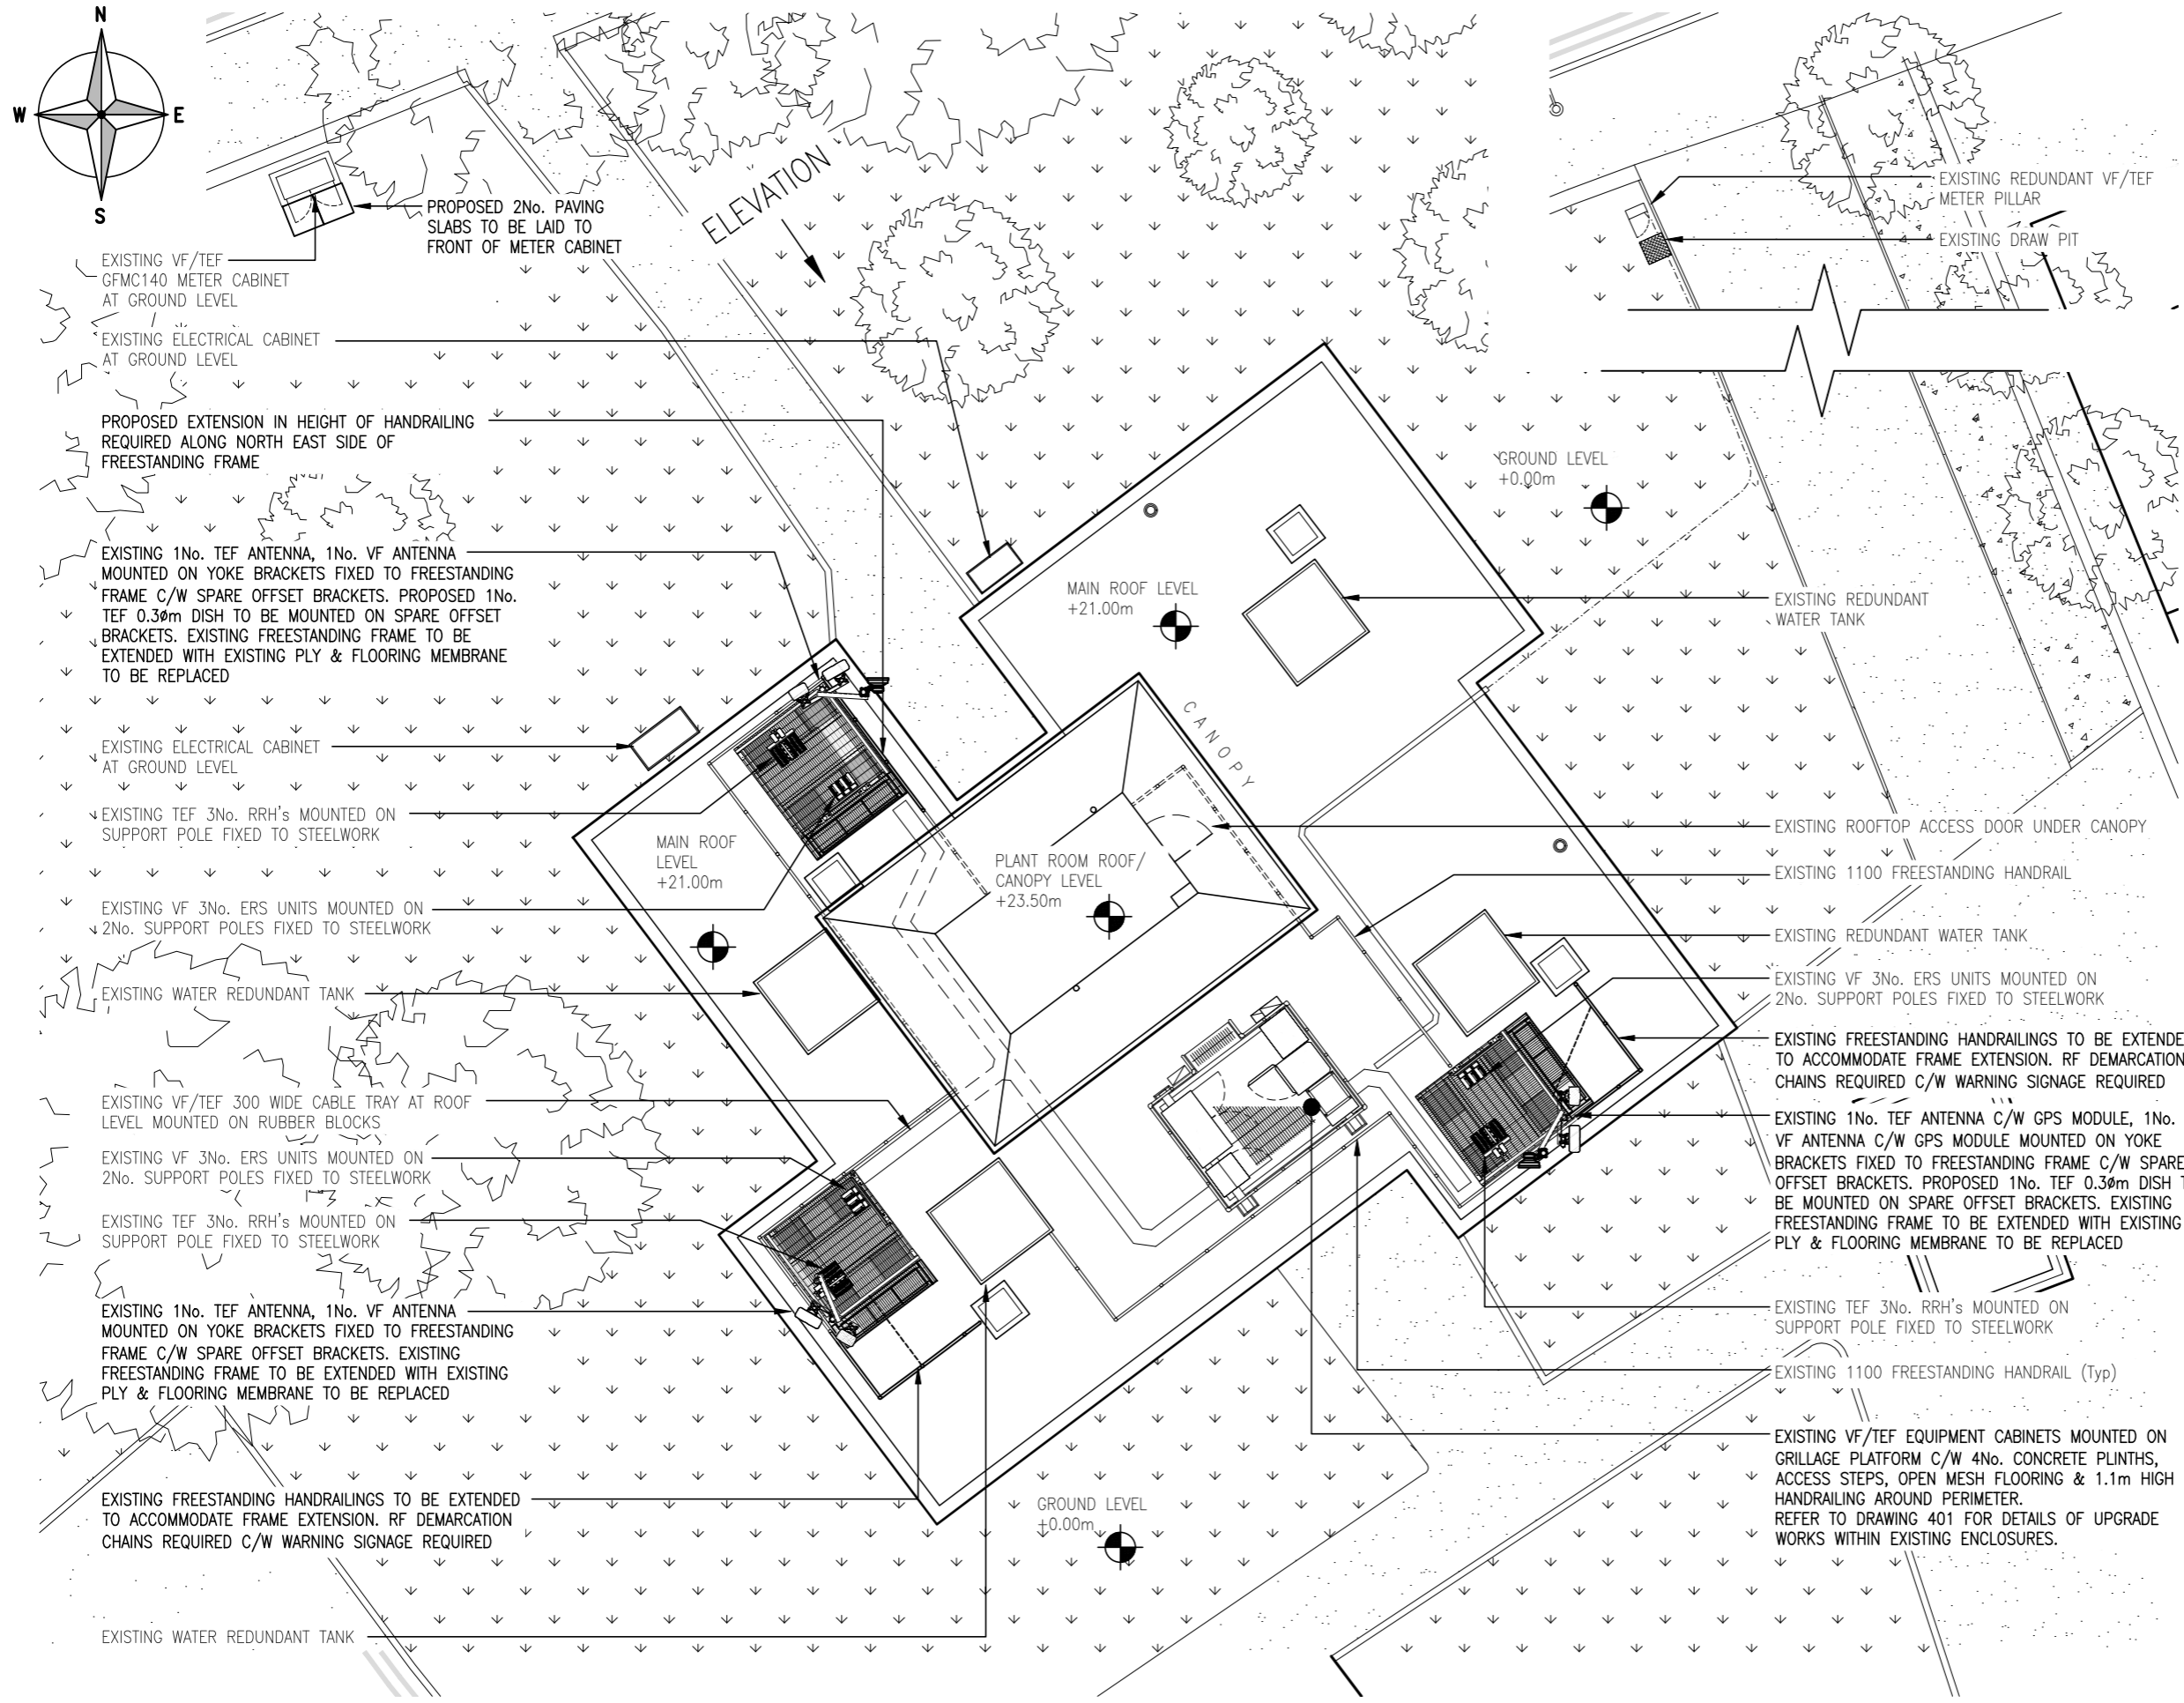 N
W
E
S
ELEVATION
PROPOSED 2No. PAVING
SLABS TO BE LAID TO
FRONT OF METER CABINET
EXISTING VF/TEF
GFMC140 METER CABINET
AT GROUND LEVEL
EXISTING ELECTRICAL CABINET
AT GROUND LEVEL
PROPOSED EXTENSION IN HEIGHT OF HANDRAILING
REQUIRED ALONG NORTH EAST SIDE OF
FREESTANDING FRAME
EXISTING 1No. TEF ANTENNA, 1No. VF ANTENNA
MOUNTED ON YOKE BRACKETS FIXED TO FREESTANDING
FRAME C/W SPARE OFFSET BRACKETS. PROPOSED 1No.
TEF 0.3øm DISH TO BE MOUNTED ON SPARE OFFSET
BRACKETS. EXISTING FREESTANDING FRAME TO BE
EXTENDED WITH EXISTING PLY & FLOORING MEMBRANE
TO BE REPLACED
EXISTING ELECTRICAL CABINET
AT GROUND LEVEL
EXISTING TEF 3No. RRH's MOUNTED ON
SUPPORT POLE FIXED TO STEELWORK
EXISTING VF 3No. ERS UNITS MOUNTED ON
2No. SUPPORT POLES FIXED TO STEELWORK
EXISTING WATER REDUNDANT TANK
EXISTING VF/TEF 300 WIDE CABLE TRAY AT ROOF
LEVEL MOUNTED ON RUBBER BLOCKS
EXISTING VF 3No. ERS UNITS MOUNTED ON
2No. SUPPORT POLES FIXED TO STEELWORK
EXISTING TEF 3No. RRH's MOUNTED ON
SUPPORT POLE FIXED TO STEELWORK
EXISTING 1No. TEF ANTENNA, 1No. VF ANTENNA
MOUNTED ON YOKE BRACKETS FIXED TO FREESTANDING
FRAME C/W SPARE OFFSET BRACKETS. EXISTING
FREESTANDING FRAME TO BE EXTENDED WITH EXISTING
PLY & FLOORING MEMBRANE TO BE REPLACED
EXISTING FREESTANDING HANDRAILINGS TO BE EXTENDED
TO ACCOMMODATE FRAME EXTENSION. RF DEMARCATION
CHAINS REQUIRED C/W WARNING SIGNAGE REQUIRED
EXISTING WATER REDUNDANT TANK
MAIN ROOF LEVEL
+21.00m
CANOPY
MAIN ROOF
LEVEL
+21.00m
PLANT ROOM ROOF/
CANOPY LEVEL
+23.50m
GROUND LEVEL
+0.00m
GROUND LEVEL
+0.00m
EXISTING REDUNDANT VF/TEF
METER PILLAR
EXISTING DRAW PIT
EXISTING REDUNDANT
WATER TANK
EXISTING ROOFTOP ACCESS DOOR UNDER CANOPY
EXISTING 1100 FREESTANDING HANDRAIL
EXISTING REDUNDANT WATER TANK
EXISTING VF 3No. ERS UNITS MOUNTED ON
2No. SUPPORT POLES FIXED TO STEELWORK
EXISTING FREESTANDING HANDRAILINGS TO BE EXTENDE
TO ACCOMMODATE FRAME EXTENSION. RF DEMARCATION
CHAINS REQUIRED C/W WARNING SIGNAGE REQUIRED
EXISTING 1No. TEF ANTENNA C/W GPS MODULE, 1No.
VF ANTENNA C/W GPS MODULE MOUNTED ON YOKE
BRACKETS FIXED TO FREESTANDING FRAME C/W SPARE
OFFSET BRACKETS. PROPOSED 1No. TEF 0.3øm DISH T
BE MOUNTED ON SPARE OFFSET BRACKETS. EXISTING
FREESTANDING FRAME TO BE EXTENDED WITH EXISTING
PLY & FLOORING MEMBRANE TO BE REPLACED
EXISTING TEF 3No. RRH's MOUNTED ON
SUPPORT POLE FIXED TO STEELWORK
EXISTING 1100 FREESTANDING HANDRAIL (Typ)
EXISTING VF/TEF EQUIPMENT CABINETS MOUNTED ON
GRILLAGE PLATFORM C/W 4No. CONCRETE PLINTHS,
ACCESS STEPS, OPEN MESH FLOORING & 1.1m HIGH
HANDRAILING AROUND PERIMETER.
REFER TO DRAWING 401 FOR DETAILS OF UPGRADE
WORKS WITHIN EXISTING ENCLOSURES.